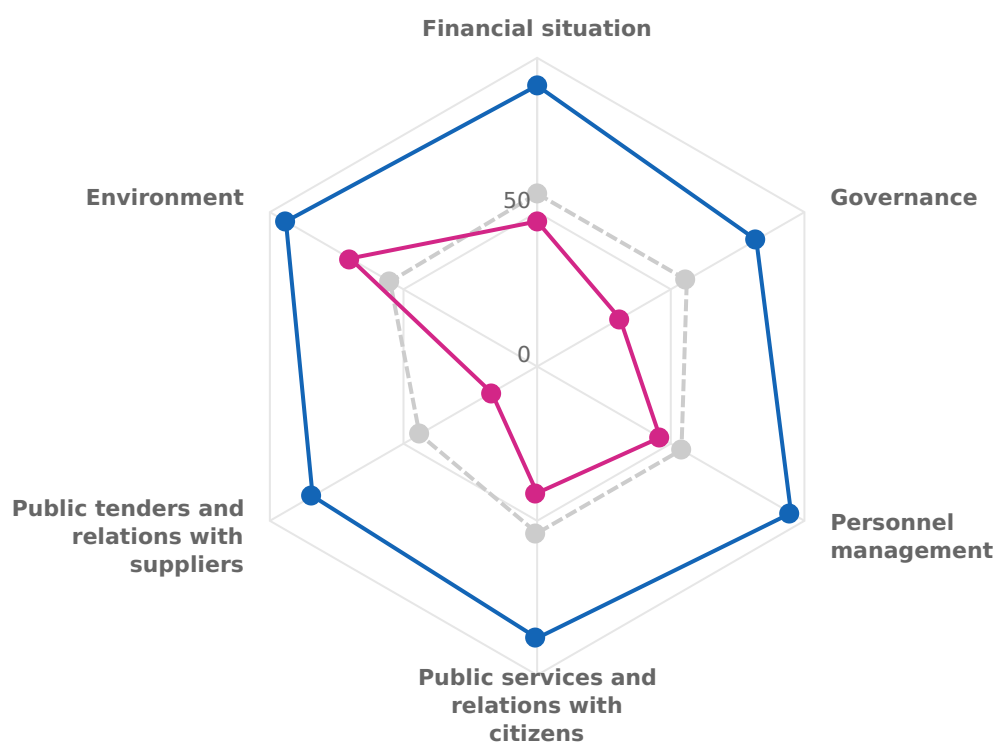 Financial situation
Environment
Governance
50
0
Public tenders and
relations with
suppliers
Personnel
management
Public services and
relations with
citizens